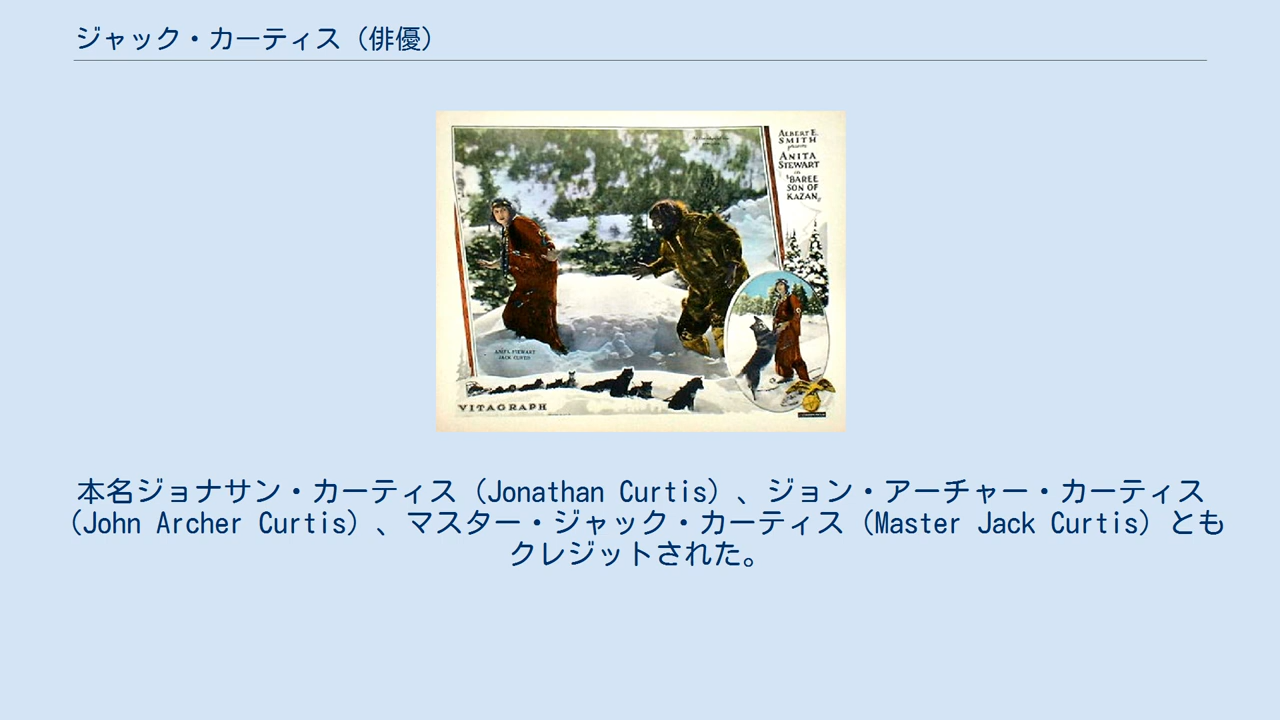 ジャック・カーティス（俳優）
ALBERT E.
SMITH
presents
ANITA
STEWART
in
"BAREE
SON OF
KAZAN"
ANITA STEWART
JACK CURTIS
VITAGRAPH
本名ジョナサン・カーティス（Jonathan Curtis）、ジョン・アーチャー・カーティス
（John Archer Curtis）、マスター・ジャック・カーティス（Master Jack Curtis）とも
クレジットされた。